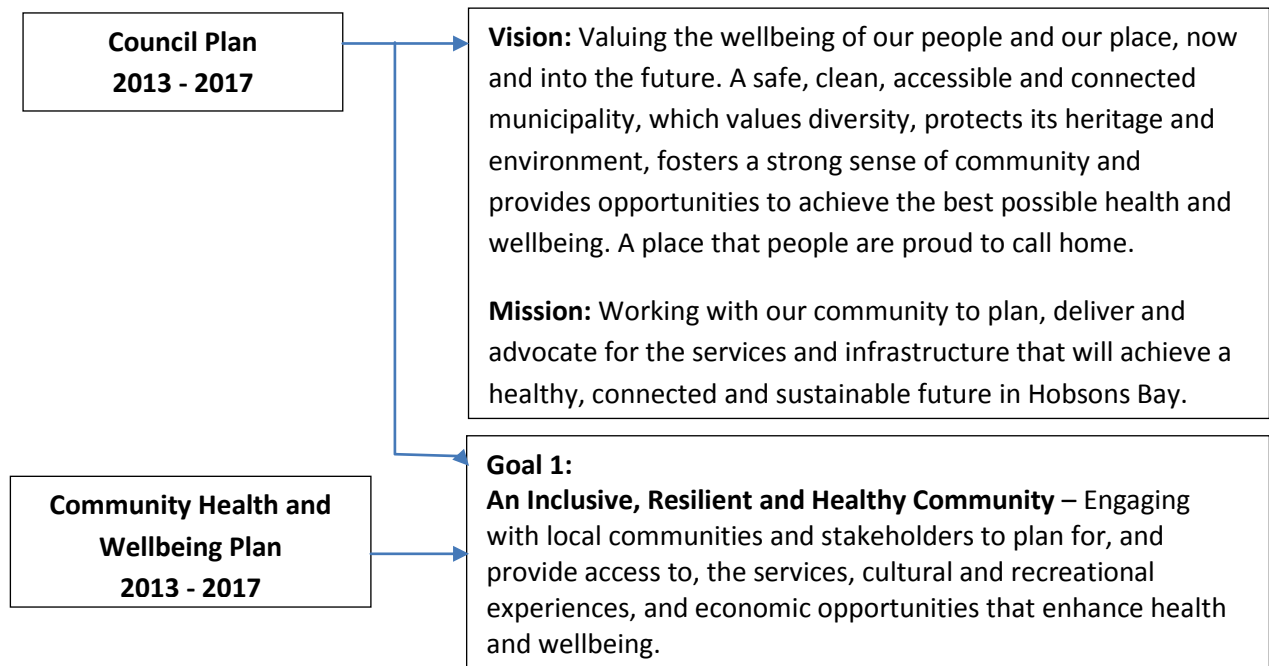 Council Plan
2013 - 2017
Vision: Valuing the wellbeing of our people and our place, now
and into the future. A safe, clean, accessible and connected
municipality, which values diversity, protects its heritage and
environment, fosters a strong sense of community and
provides opportunities to achieve the best possible health and
wellbeing. A place that people are proud to call home.
Mission: Working with our community to plan, deliver and
advocate for the services and infrastructure that will achieve a
healthy, connected and sustainable future in Hobsons Bay.
Community Health and
Wellbeing Plan
2013 - 2017
Goal 1:
An Inclusive, Resilient and Healthy Community – Engaging
with local communities and stakeholders to plan for, and
provide access to, the services, cultural and recreational
experiences, and economic opportunities that enhance health
and wellbeing.